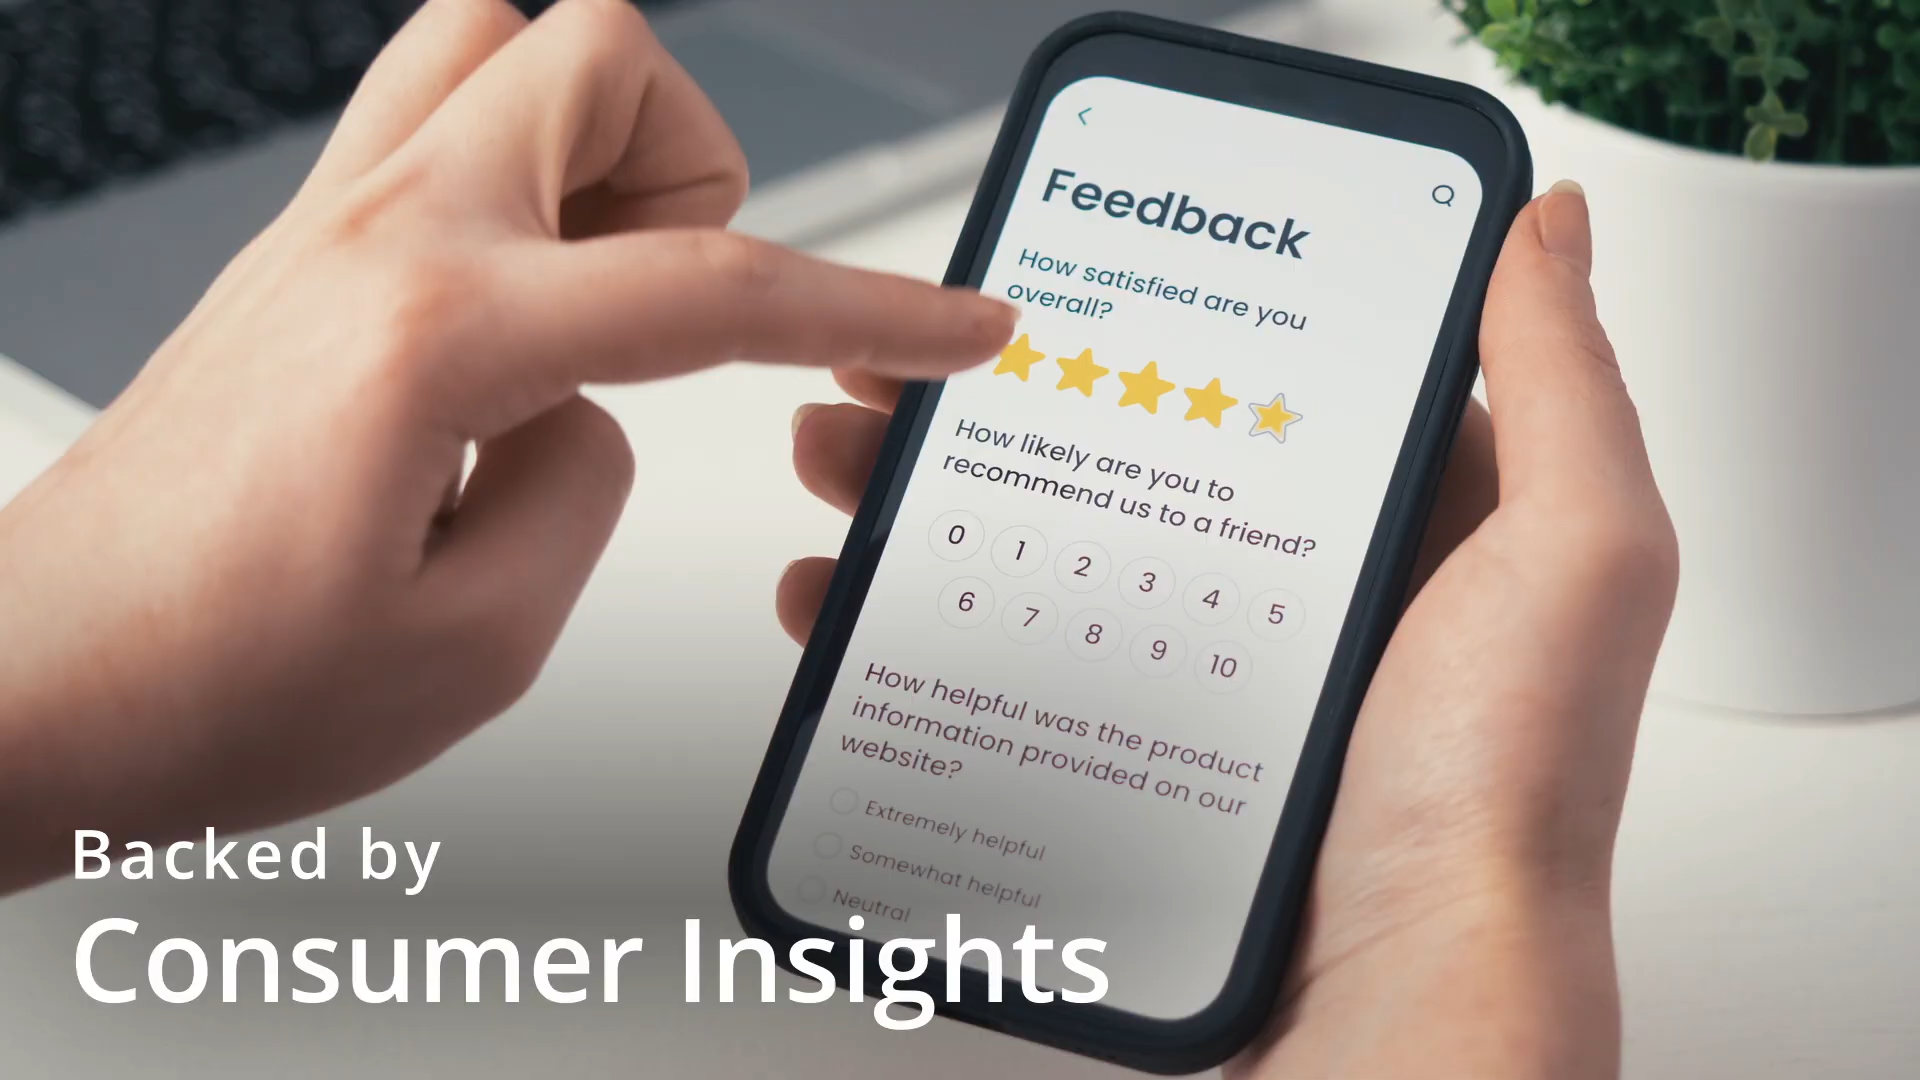 Feedback
How satisfied are you
overall?
How likely are you to
recommend us to a friend?
0 1 2 3 4 5
6 7 8 9 10
How helpful was the product
information provided on our
website?
Extremely helpful
Somewhat helpful
Neutral
Backed by
Consumer Insights